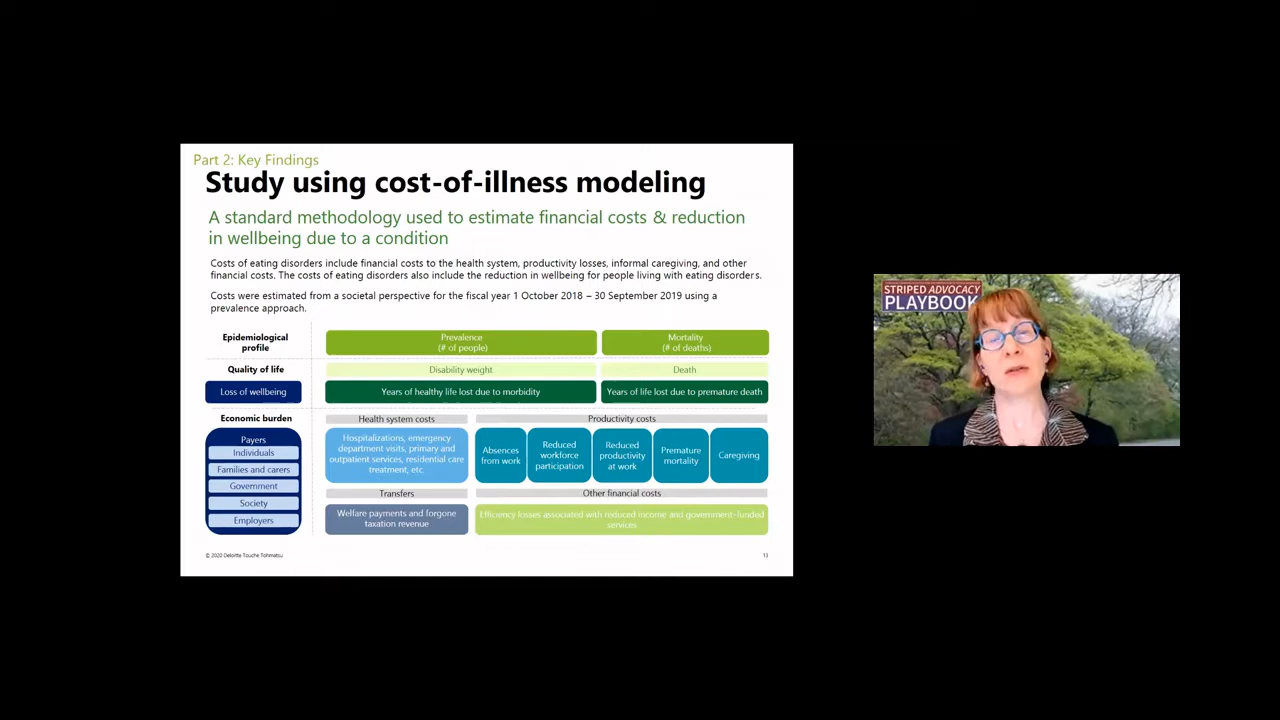 Part 2: Key Findings
Study using cost-of-illness modeling
A standard methodology used to estimate financial costs & reduction
in wellbeing due to a condition
Costs of eating disorders include financial costs to the health system, productivity losses, informal caregiving, and other
financial costs. The costs of eating disorders also include the reduction in wellbeing for people living with eating disorders.
Costs were estimated from a societal perspective for the fiscal year 1 October 2018 – 30 September 2019 using a
prevalence approach.
Epidemiological
profile
Prevalence
(# of people)
Mortality
(# of deaths)
Quality of life
Disability weight
Death
Loss of wellbeing
Years of healthy life lost due to morbidity
Years of life lost due to premature death
Economic burden
Health system costs
Productivity costs
Payers
Individuals
Families and carers
Government
Society
Employers
Hospitalizations, emergency
department visits, primary and
outpatient services, residential care
treatment, etc.
Absences
from work
Reduced
workforce
participation
Reduced
productivity
at work
Premature
mortality
Caregiving
Transfers
Other financial costs
Welfare payments and forgone
taxation revenue
Efficiency losses associated with reduced income and government-funded
services
© 2020 Deloitte Touche Tohmatsu
13
STRIPED ADVOCACY
PLAYBOOK